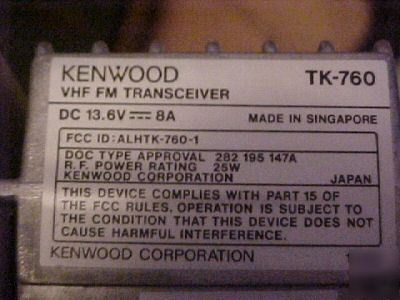 KENWOOD TK-760
VHF FM TRANSCEIVER
DC 13.6V ⎓ 8A MADE IN SINGAPORE
FCC ID:ALHTK-760-1
DOC TYPE APPROVAL 282 195 147A
R.F. POWER RATING 25W
KENWOOD CORPORATION JAPAN
THIS DEVICE COMPLIES WITH PART 15 OF
THE FCC RULES. OPERATION IS SUBJECT TO
THE CONDITION THAT THIS DEVICE DOES NOT
CAUSE HARMFUL INTERFERENCE.
KENWOOD CORPORATION